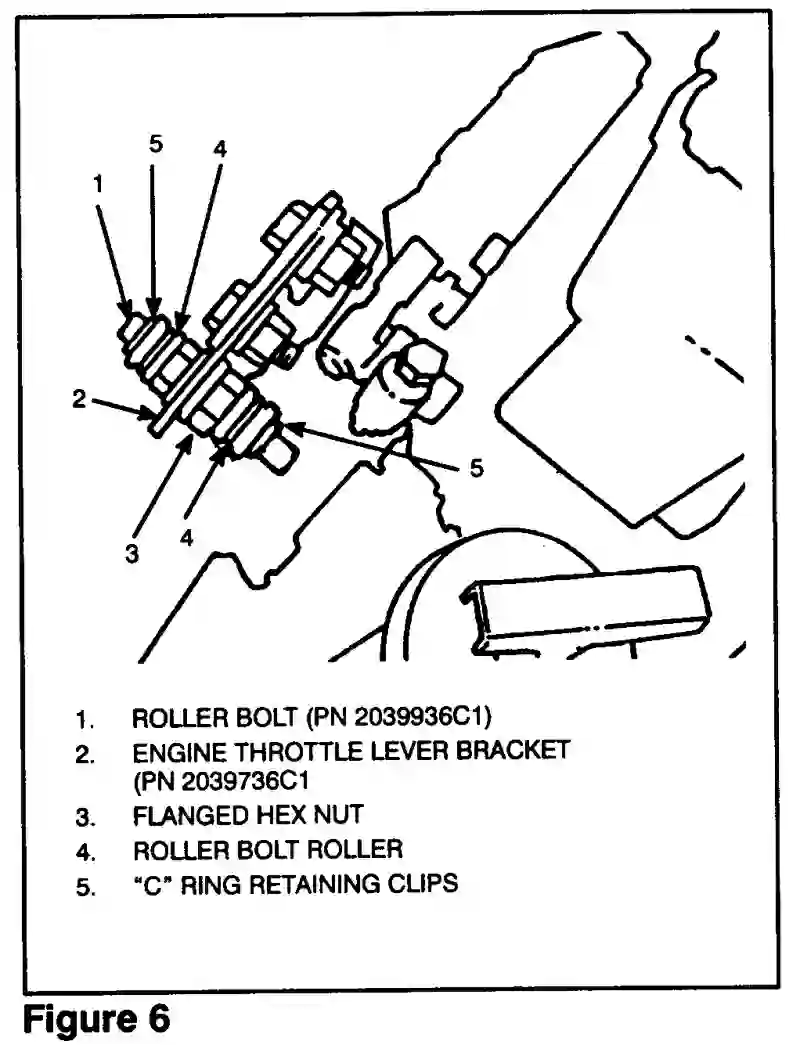 5
4
1
2
5
4
3
1. ROLLER BOLT (PN 2039936C1)
2. ENGINE THROTTLE LEVER BRACKET
(PN 2039736C1
3. FLANGED HEX NUT
4. ROLLER BOLT ROLLER
5. "C" RING RETAINING CLIPS
Figure 6